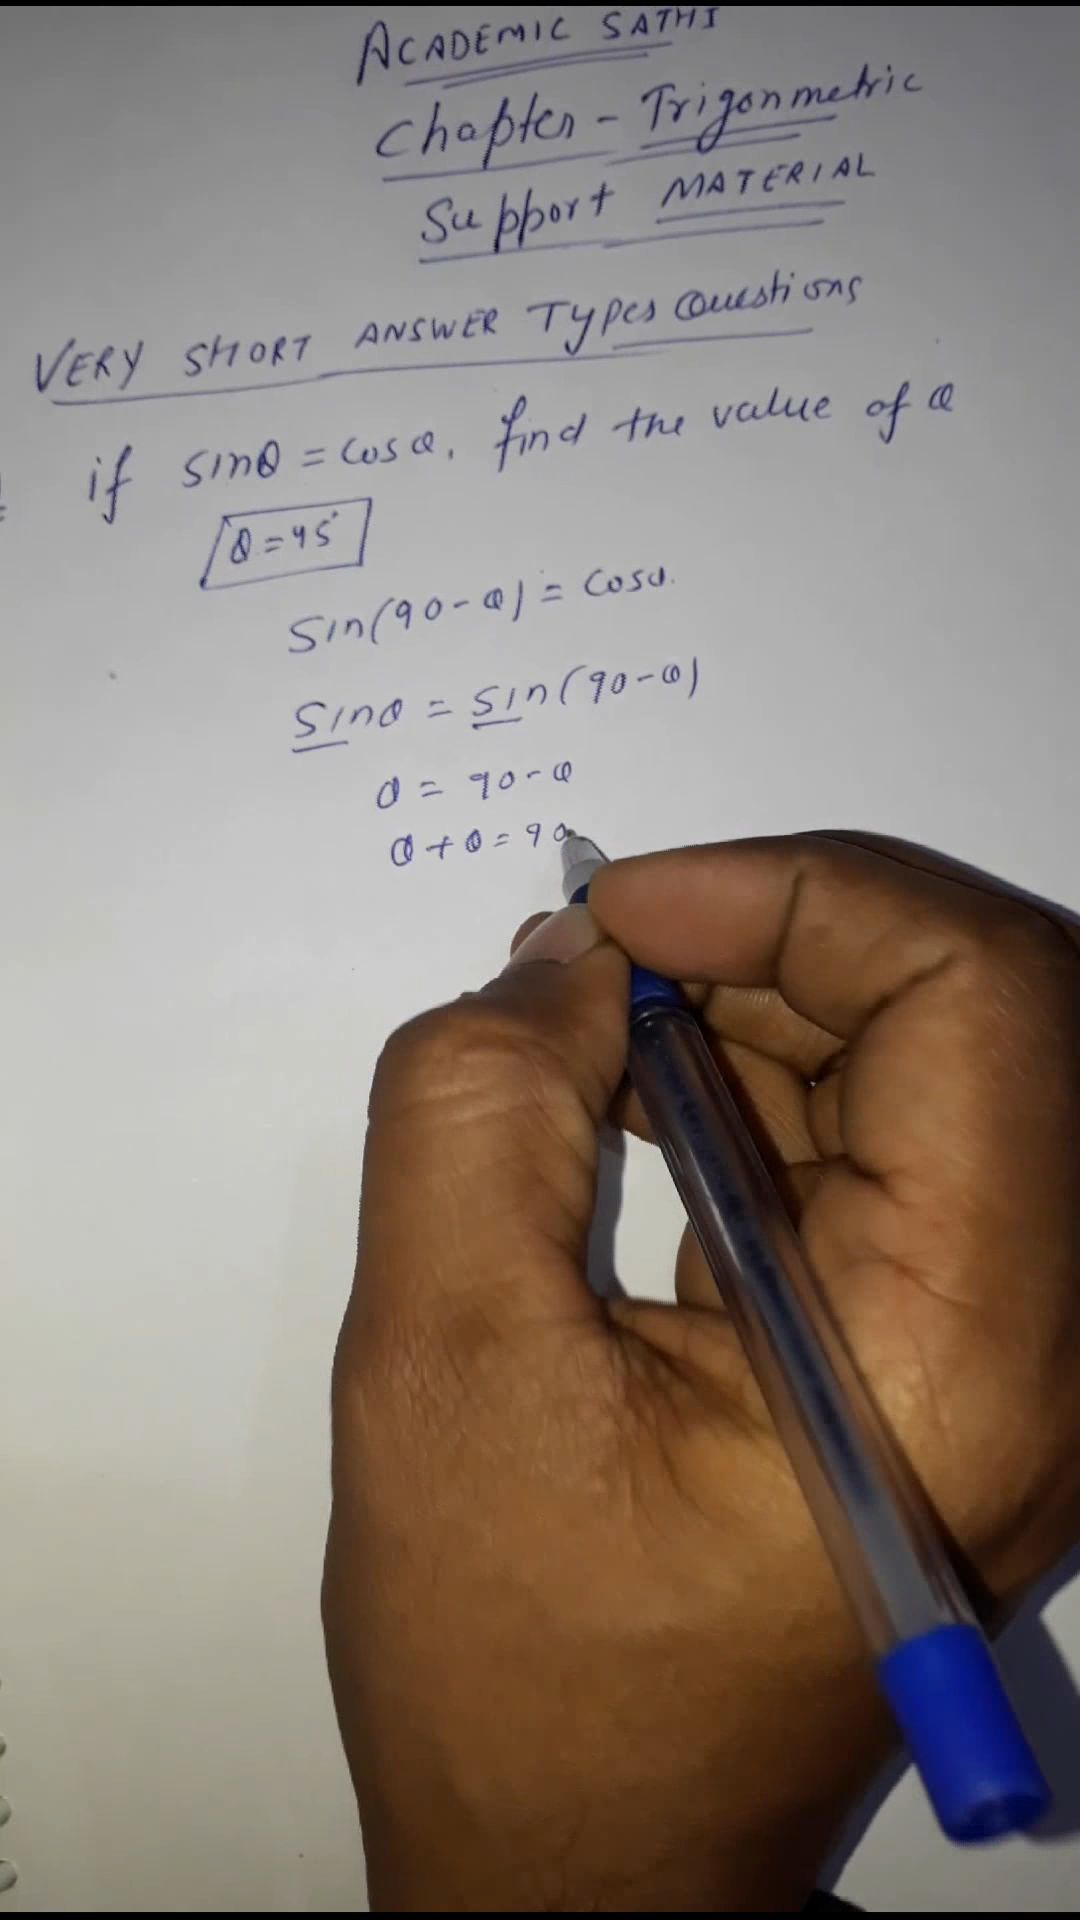 ACADEMIC SATHI
Chapter - Trigonmetric
Support MATERIAL
VERY SHORT ANSWER Types Questions
if sinθ = cosθ, find the value of θ
θ = 45°
Sin(90-θ) = Cosθ.
Sinθ = Sin(90-θ)
θ = 90-θ
θ + θ = 90